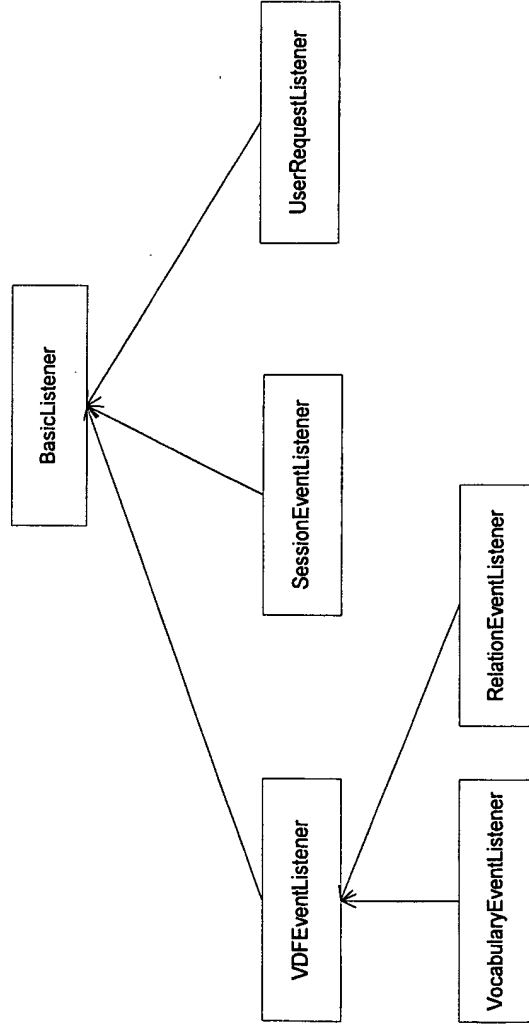 BasicListener
VDFEventListener
SessionEventListener
UserRequestListener
VocabularyEventListener
RelationEventListener